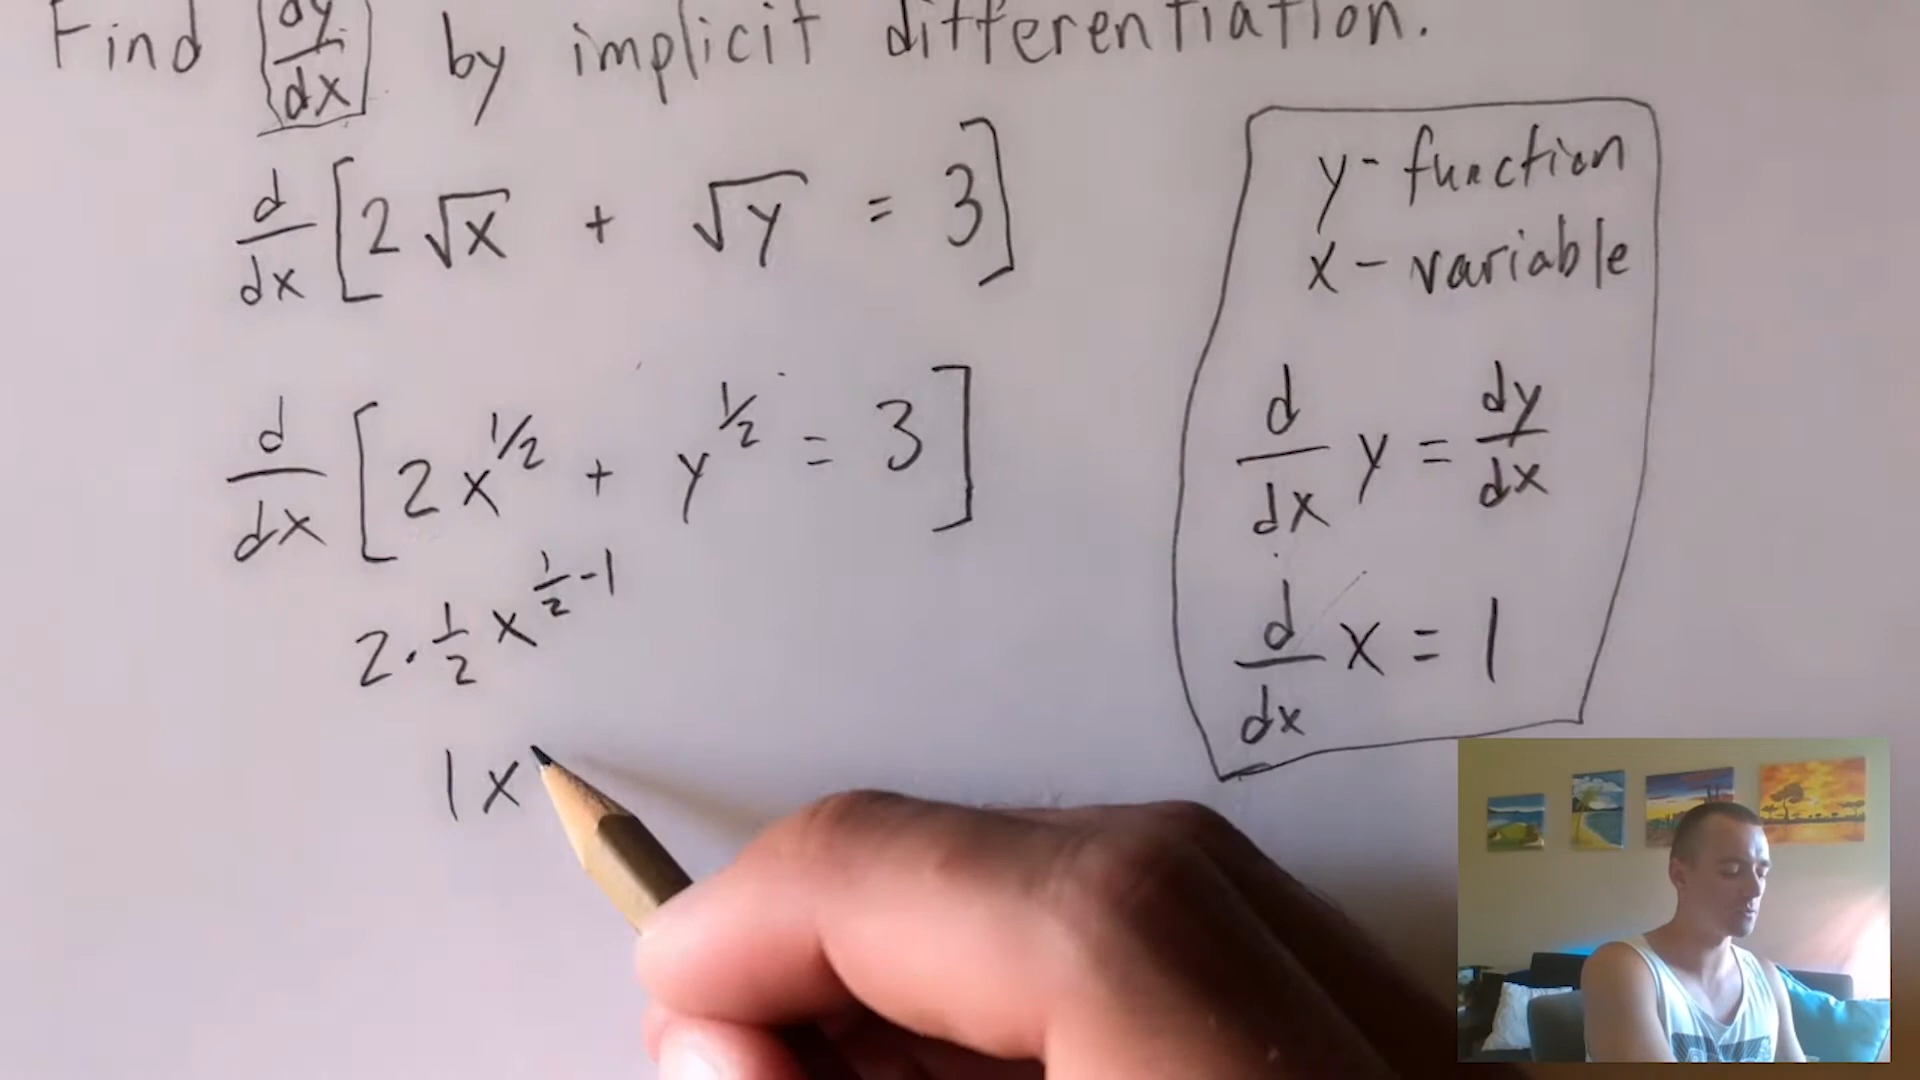 Find dy/dx by implicit differentiation.
d/dx [2√x + √y = 3]
d/dx [2x^1/2 + y^1/2 = 3]
2·1/2 x^1/2-1
1x
y-function
x-variable
d/dx y = dy/dx
d/dx x = 1